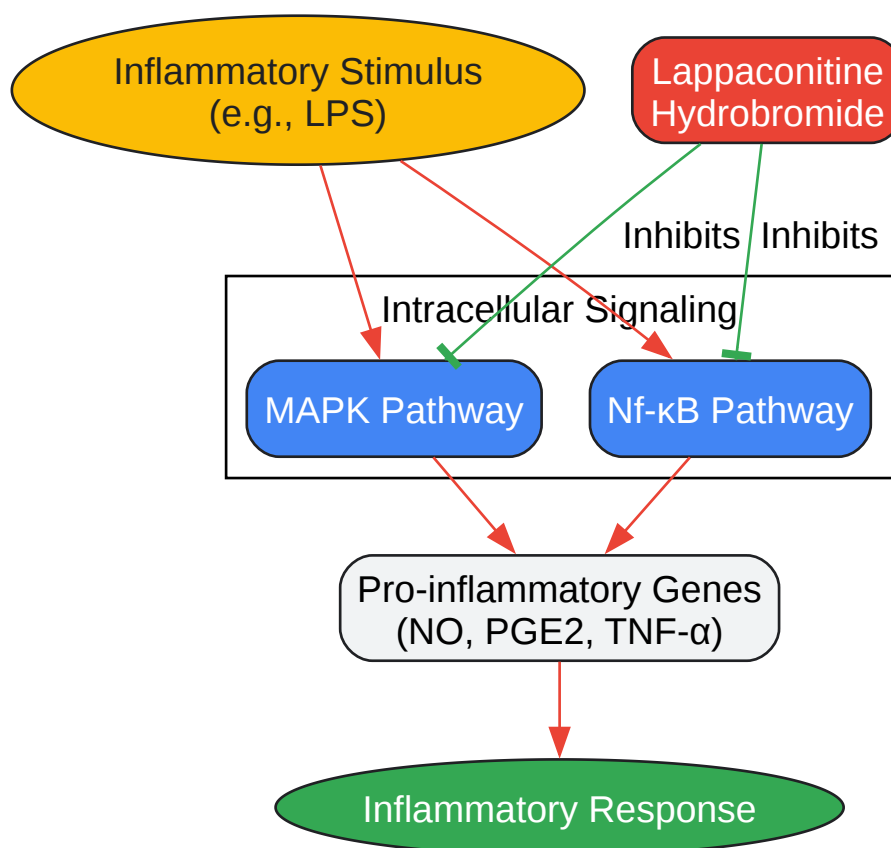 Inflammatory Stimulus
(e.g., LPS)
Lappaconitine
Hydrobromide
Inhibits
Inhibits
Intracellular Signaling
MAPK Pathway
Nf-κB Pathway
Pro-inflammatory Genes
(NO, PGE2, TNF-α)
Inflammatory Response